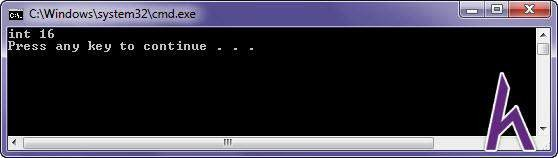 C:\Windows\system32\cmd.exe
int 16
Press any key to continue . . .